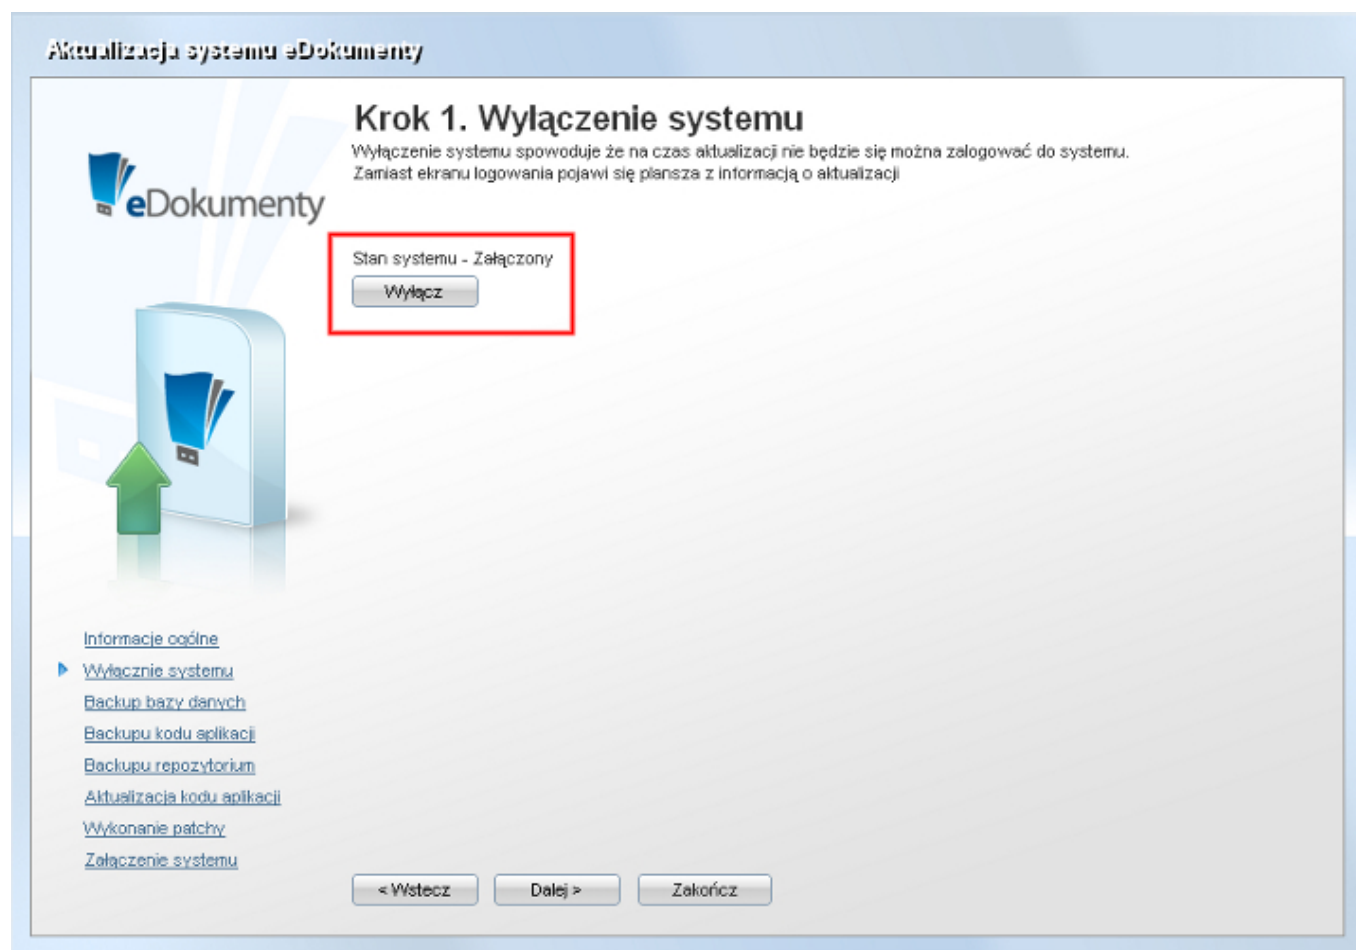 Aktualizacja systemu eDokumenty
Krok 1. Wyłączenie systemu
Wyłączenie systemu spowoduje że na czas aktualizacji nie będzie się można zalogować do systemu.
Zamiast ekranu logowania pojawi się plansza z informacją o aktualizacji
eDokumenty
Stan systemu - Załączony
Wyłącz
Informacje ogólne
Wyłącznie systemu
Backup bazy danych
Backupu kodu aplikacji
Backupu repozytorium
Aktualizacja kodu aplikacji
Wykonanie patchy
Załączenie systemu
< Wstecz Dalej > Zakończ